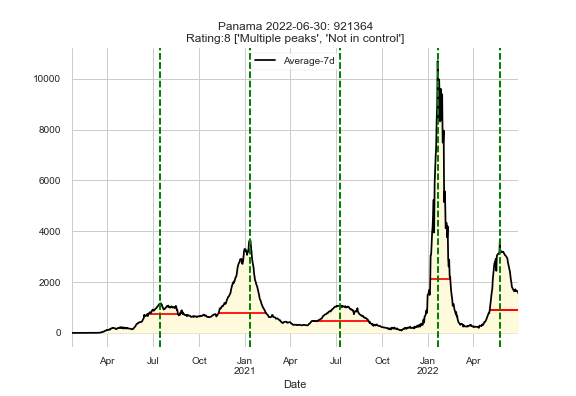 Panama 2022-06-30: 921364
Rating:8 ['Multiple peaks', 'Not in control']
Average-7d
10000
8000
6000
4000
2000
0
Apr
Jul
Oct
Jan
2021
Apr
Jul
Oct
Jan
2022
Apr
Date